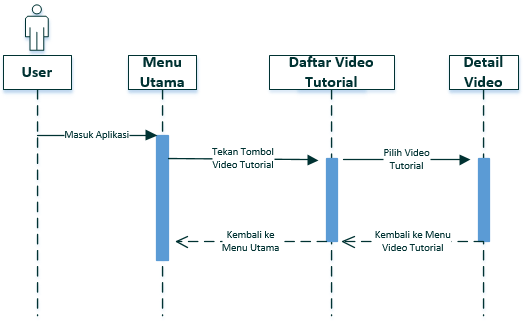 User
Menu
Utama
Daftar Video
Tutorial
Detail
Video
Masuk Aplikasi
Tekan Tombol
Video Tutorial
Pilih Video
Tutorial
Kembali ke
Menu Utama
Kembali ke Menu
Video Tutorial